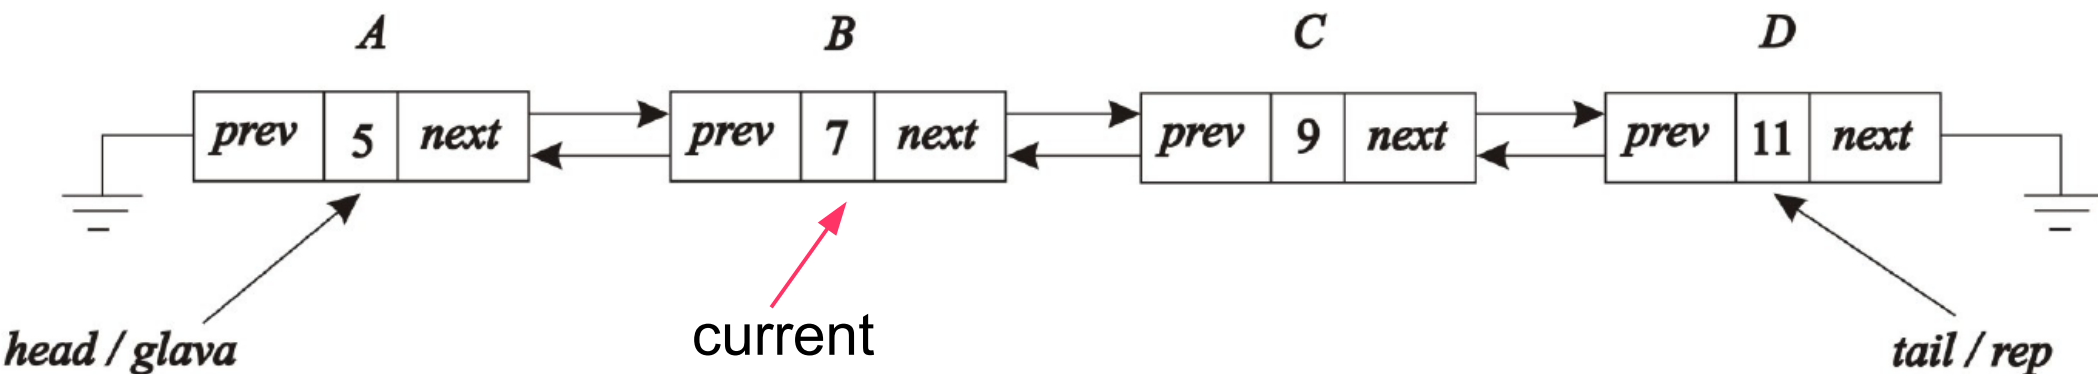 A B C D
prev 5 next prev 7 next prev 9 next prev 11 next
head / glava current tail / rep